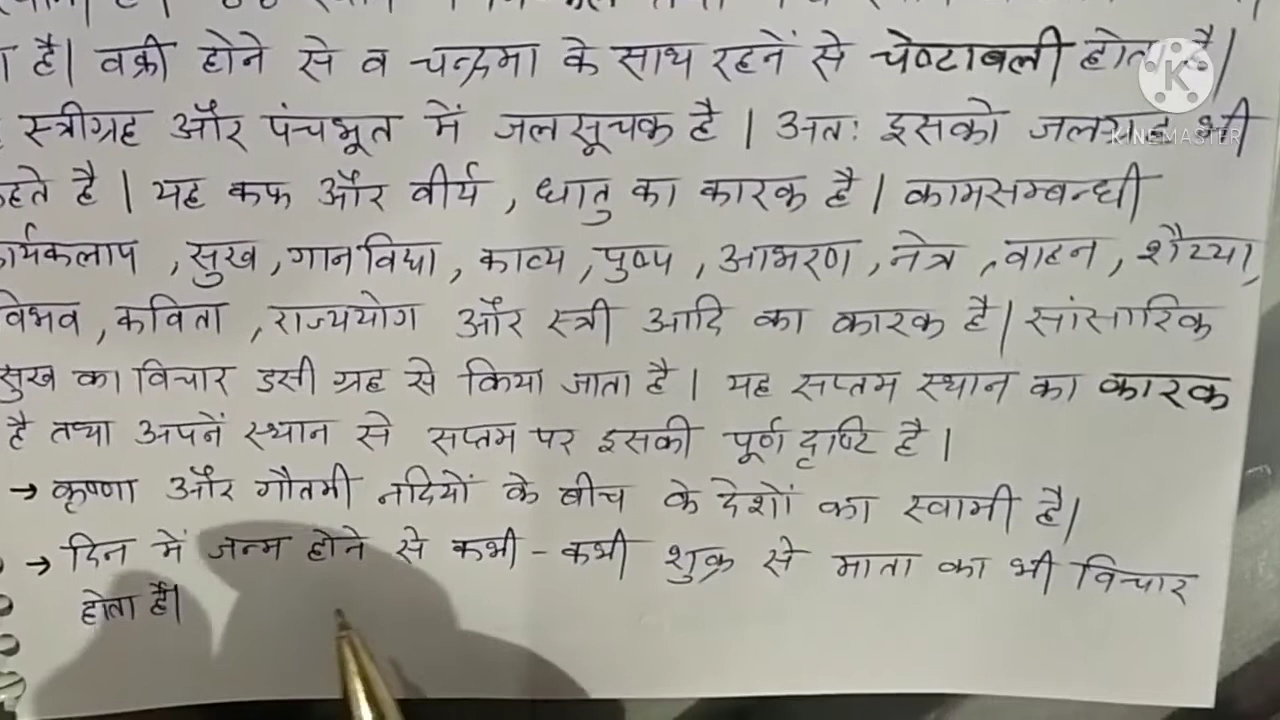 है। वक्री होने से व चन्द्रमा के साथ रहनें से चेष्टाबली होता है।
स्त्रीग्रह और पंचभूत में जलसूचक है। अतः इसको जलग्रह भी
कहते है। यह कफ और वीर्य, धातु का कारक है। कामसम्बन्धी
कार्यकलाप, सुख, गानविद्या, काव्य, पुष्प, आभरण, नेत्र, वाहन, शैय्या,
विभव, कविता, राज्ययोग और स्त्री आदि का कारक है। सांसारिक
सुख का विचार इसी ग्रह से किया जाता है। यह सप्तम स्थान का कारक
है तथा अपनें स्थान से सप्तम पर इसकी पूर्ण दृष्टि है।
→ कृष्णा और गौतमी नदियों के बीच के देशों का स्वामी है।
→ दिन में जन्म होने से कभी - कभी शुक्र से माता का भी विचार
होता है।
K
KINEMASTER